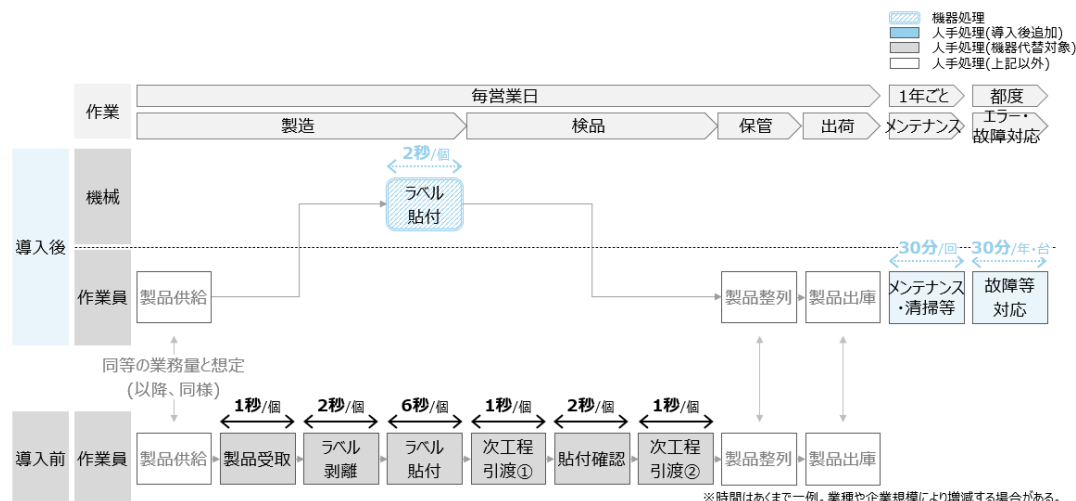 機器処理
人手処理(導入後追加)
人手処理(機器代替対象)
人手処理(上記以外)
作業
毎営業日
1年ごと
都度
製造
検品
保管
出荷
メンテナンス
エラー・
故障対応
導入後
機械
2秒/個
ラベル
貼付
作業員
製品供給
製品整列
製品出庫
30分/回
メンテナンス
・清掃等
30分/年・台
故障等
対応
同等の業務量と想定
(以降、同様)
導入前
作業員
製品供給
1秒/個
製品受取
2秒/個
ラベル
剥離
6秒/個
ラベル
貼付
1秒/個
次工程
引渡①
2秒/個
貼付確認
1秒/個
次工程
引渡②
製品整列
製品出庫
※時間はあくまで一例。業種や企業規模により増減する場合がある。